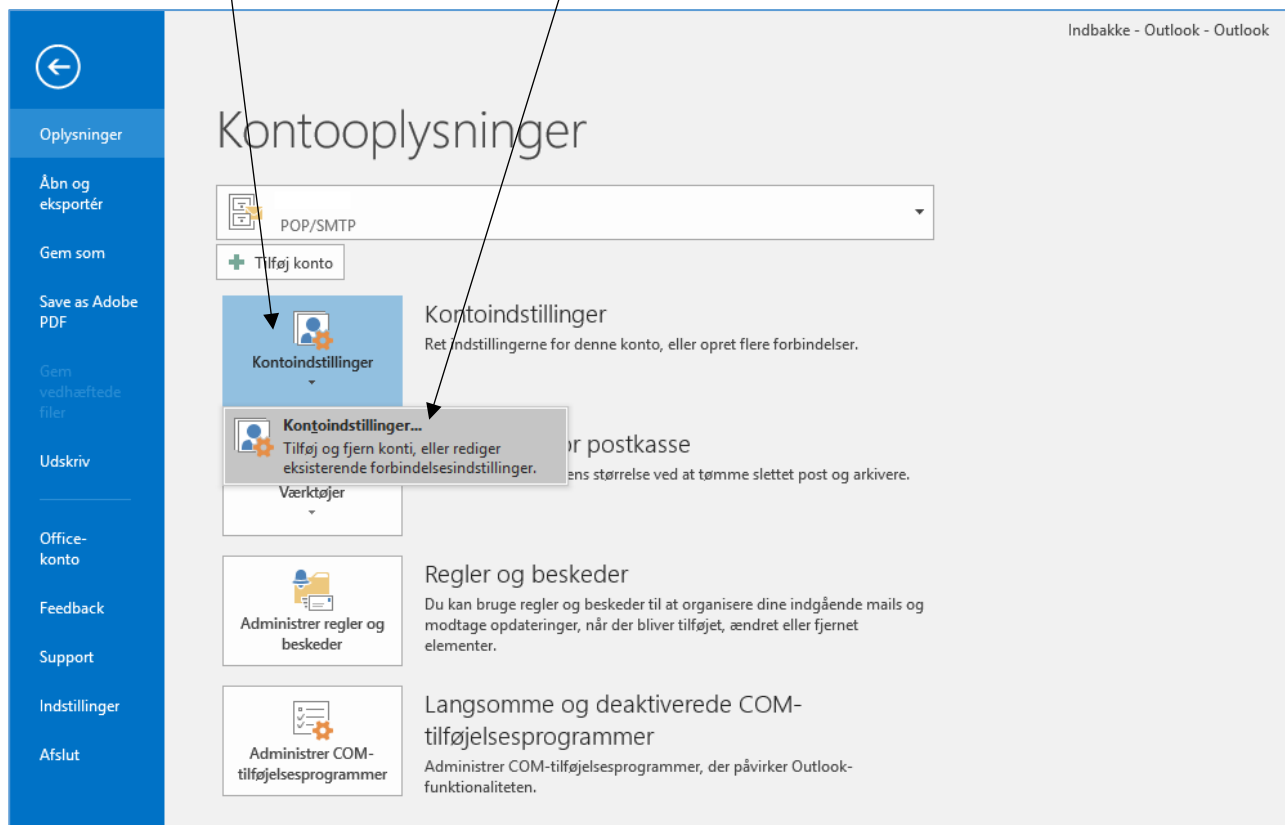 Indbakke - Outlook - Outlook
Oplysninger
Åbn og
eksportér
Gem som
Save as Adobe
PDF
Gem
vedhæftede
filer
Udskriv
Office-
konto
Feedback
Support
Indstillinger
Afslut
Kontooplysninger
POP/SMTP
Tilføj konto
Kontoindstillinger
Kontoindstillinger
Ret indstillingerne for denne konto, eller opret flere forbindelser.
Kontoindstillinger...
Tilføj og fjern konti, eller rediger
eksisterende forbindelsesindstillinger.
or postkasse
ens størrelse ved at tømme slettet post og arkivere.
Værktøjer
Administrer regler og
beskeder
Regler og beskeder
Du kan bruge regler og beskeder til at organisere dine indgående mails og
modtage opdateringer, når der bliver tilføjet, ændret eller fjernet
elementer.
Administrer COM-
tilføjelsesprogrammer
Langsomme og deaktiverede COM-
tilføjelsesprogrammer
Administrer COM-tilføjelsesprogrammer, der påvirker Outlook-
funktionaliteten.